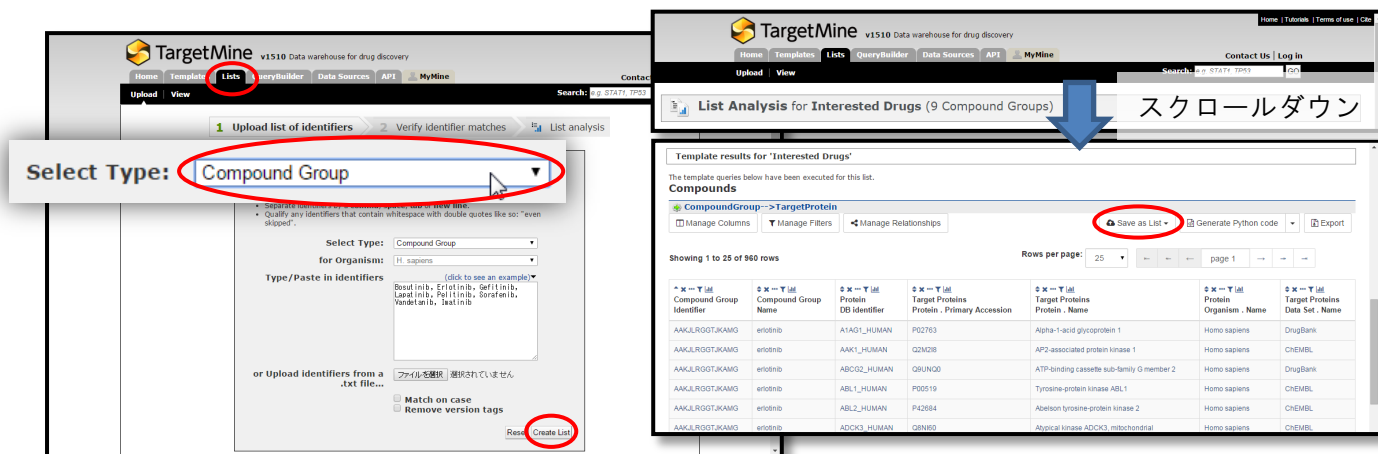 TargetMine v1510 Data warehouse for drug discovery
Home Templates Lists QueryBuilder Data Sources API MyMine
Contac
Upload View
Search: e.g. STAT1, TP53
1 Upload list of identifiers 2 Verify identifier matches List analysis
Select Type: Compound Group
Separate identifiers by a comma, space, tab or new line.
Qualify any identifiers that contain whitespace with double quotes like so: "even
skipped".
Select Type: Compound Group
for Organism: H. sapiens
Type/Paste in identifiers (click to see an example)
Bosutinib, Erlotinib, Gefitinib,
Lapatinib, Pelitinib, Sorafenib,
Vandetanib, Imatinib
or Upload identifiers from a .txt file...
ファイルを選択 選択されていません
Match on case
Remove version tags
Rese Create List
Home | Tutorials | Terms of use | Cite
TargetMine v1510 Data warehouse for drug discovery
Home Templates Lists QueryBuilder Data Sources API MyMine
Contact Us | Log in
Upload View
Search: e.g. STAT1, TP53 GO
List Analysis for Interested Drugs (9 Compound Groups)
スクロールダウン
Template results for 'Interested Drugs'
The template queries below have been executed for this list.
Compounds
CompoundGroup-->TargetProtein
Manage Columns Manage Filters Manage Relationships Save as List Generate Python code Export
Showing 1 to 25 of 960 rows Rows per page: 25 page 1
Compound Group Identifier Compound Group Name Protein DB identifier Target Proteins Protein . Primary Accession Target Proteins Protein . Name Protein Organism . Name Target Proteins Data Set . Name
AAKJLRGGTJKAMG erlotinib A1AG1_HUMAN P02763 Alpha-1-acid glycoprotein 1 Homo sapiens DrugBank
AAKJLRGGTJKAMG erlotinib AAK1_HUMAN Q2M2I8 AP2-associated protein kinase 1 Homo sapiens ChEMBL
AAKJLRGGTJKAMG erlotinib ABCG2_HUMAN Q9UNQ0 ATP-binding cassette sub-family G member 2 Homo sapiens DrugBank
AAKJLRGGTJKAMG erlotinib ABL1_HUMAN P00519 Tyrosine-protein kinase ABL1 Homo sapiens ChEMBL
AAKJLRGGTJKAMG erlotinib ABL2_HUMAN P42684 Abelson tyrosine-protein kinase 2 Homo sapiens ChEMBL
AAKJLRGGTJKAMG erlotinib ADCK3_HUMAN Q8NI60 Atypical kinase ADCK3, mitochondrial Homo sapiens ChEMBL